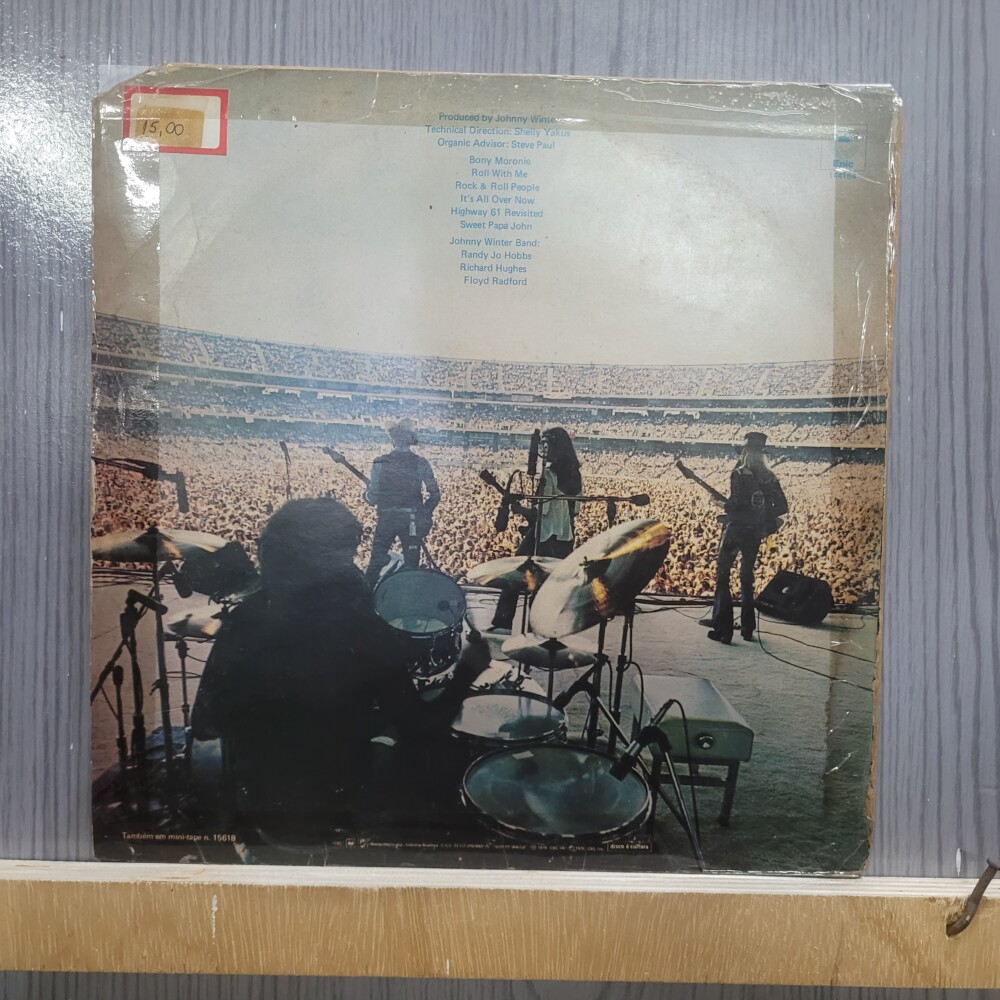 15,00
Produced by Johnny Winter
Technical Direction: Shelly Yakus
Organic Advisor: Steve Paul
Bony Moronie
Roll With Me
Rock & Roll People
It's All Over Now
Highway 61 Revisited
Sweet Papa John
Johnny Winter Band:
Randy Jo Hobbs
Richard Hughes
Floyd Radford
Epic
Também em mini-tape n. 15618
disco é cultura